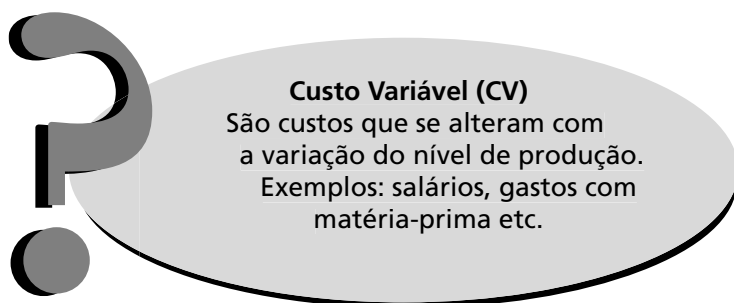 Custo Variável (CV)
São custos que se alteram com
a variação do nível de produção.
Exemplos: salários, gastos com
matéria-prima etc.